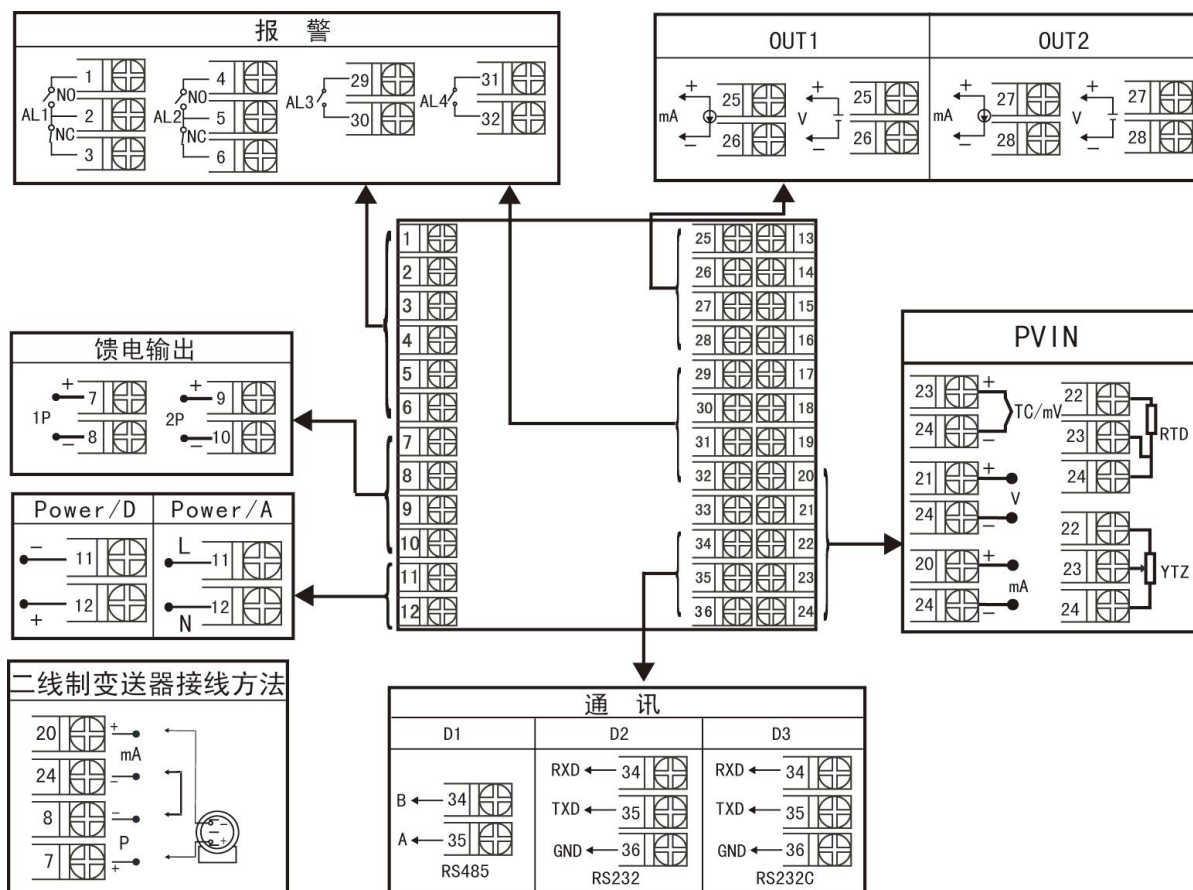 报 警
1
NO
AL1
2
NC
3
4
NO
AL2
5
NC
6
AL3
29
30
AL4
31
32
OUT1
+
mA
-
25
26
+
V
-
25
26
OUT2
+
mA
-
27
28
+
V
-
27
28
1
2
3
4
5
6
7
8
9
10
11
12
25 13
26 14
27 15
28 16
29 17
30 18
31 19
32 20
33 21
34 22
35 23
36 24
馈电输出
+ 7
1P
- 8
+ 9
2P
- 10
Power/D
- 11
+ 12
Power/A
L 11
N 12
PVIN
23 +
TC/mV
24 -
21 +
V
24 -
20 +
mA
24 -
22
23 RTD
24
22
23 YTZ
24
二线制变送器接线方法
20 +
mA
24 -
8 -
P
7 +
-
+
通 讯
D1
B 34
A 35
RS485
D2
RXD 34
TXD 35
GND 36
RS232
D3
RXD 34
TXD 35
GND 36
RS232C